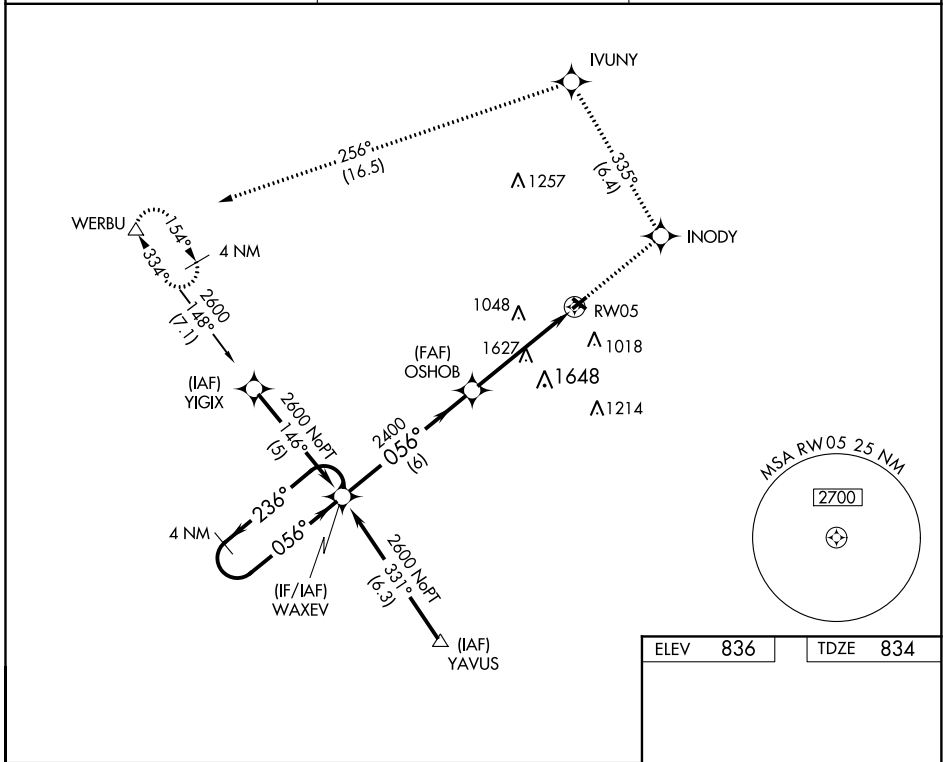 IVUNY
256°
(16.5)
335°
(6.4)
1257
WERBU
154°
4 NM
334°
INODY
2600
148°
(7.1)
1048
RW05
1627
1018
(FAF)
OSHOB
1648
(IAF)
YIGIX
1214
2600 NoPT
146°
(5)
2400
056°
(6)
MSA RW05 25 NM
2700
236°
4 NM
056°
2600 NoPT
331°
(6.3)
(IF/IAF)
WAXEV
(IAF)
YAVUS
ELEV 836
TDZE 834